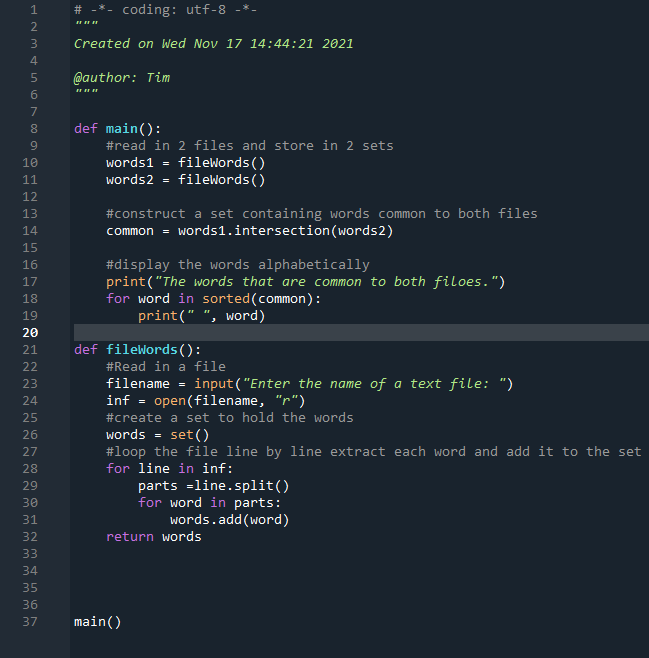 1 # -*- coding: utf-8 -*-
2 """
3 Created on Wed Nov 17 14:44:21 2021
4
5 @author: Tim
6 """
7
8 def main():
9     #read in 2 files and store in 2 sets
10     words1 = fileWords()
11     words2 = fileWords()
12
13     #construct a set containing words common to both files
14     common = words1.intersection(words2)
15
16     #display the words alphabetically
17     print("The words that are common to both filoes.")
18     for word in sorted(common):
19         print(" ", word)
20
21 def fileWords():
22     #Read in a file
23     filename = input("Enter the name of a text file: ")
24     inf = open(filename, "r")
25     #create a set to hold the words
26     words = set()
27     #loop the file line by line extract each word and add it to the set
28     for line in inf:
29         parts =line.split()
30         for word in parts:
31             words.add(word)
32     return words
33
34
35
36
37 main()